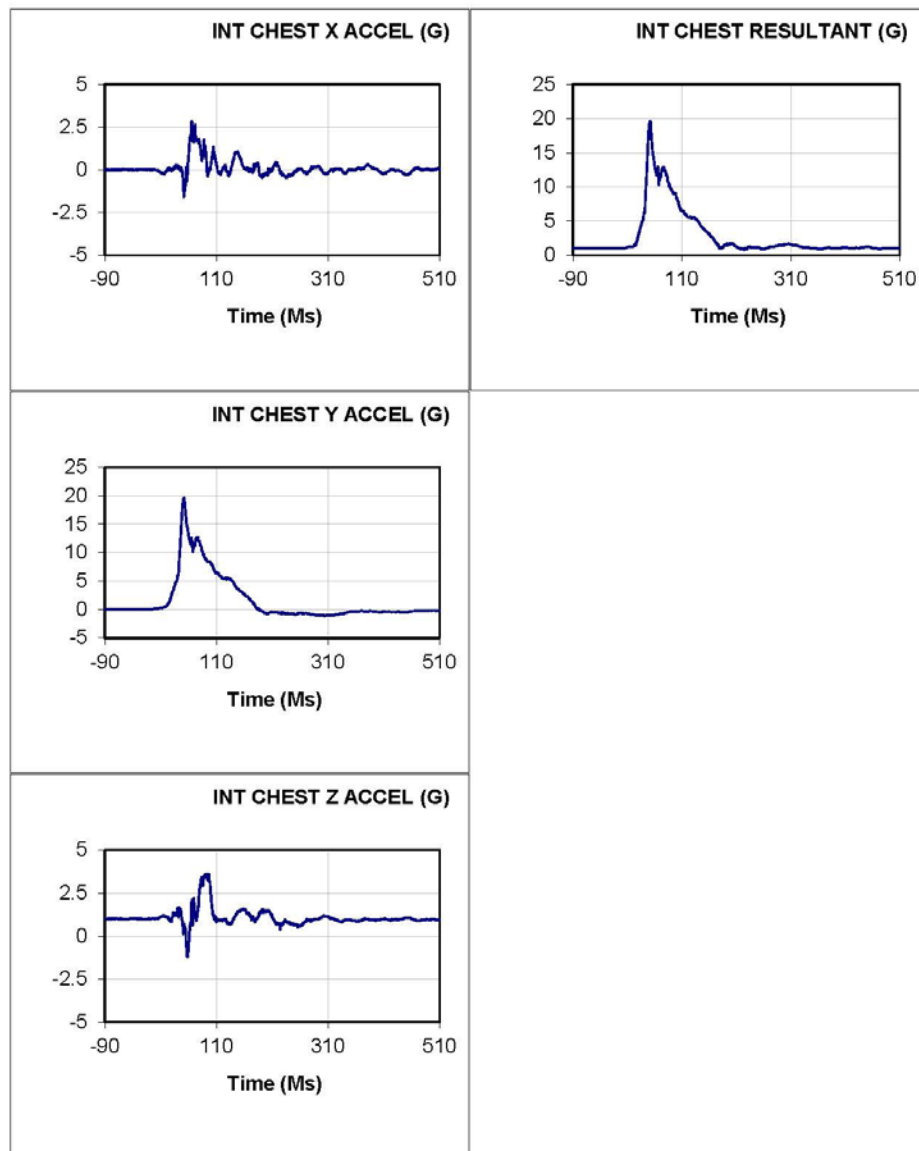 INT CHEST X ACCEL (G)
5
2.5
0
-2.5
-5
-90 110 310 510
Time (Ms)
INT CHEST RESULTANT (G)
25
20
15
10
5
0
-90 110 310 510
Time (Ms)
INT CHEST Y ACCEL (G)
25
20
15
10
5
0
-5
-90 110 310 510
Time (Ms)
INT CHEST Z ACCEL (G)
5
2.5
0
-2.5
-5
-90 110 310 510
Time (Ms)